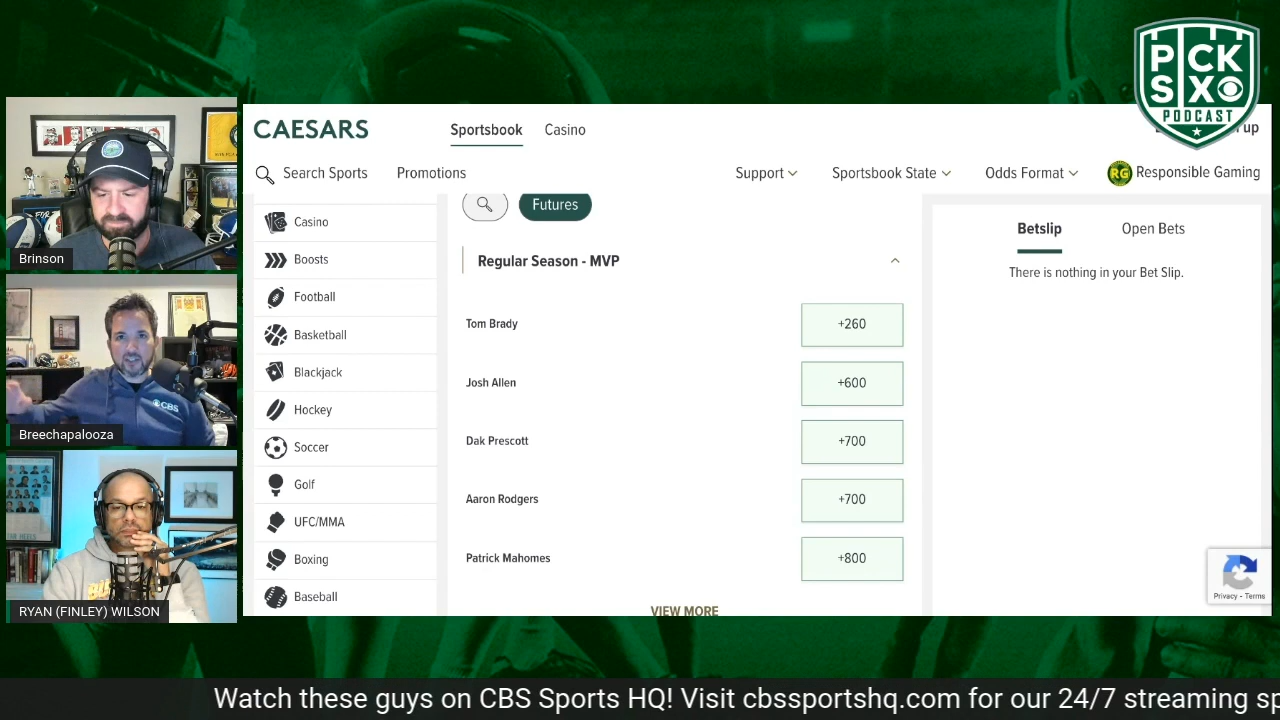 PICK
SIX
PODCAST
CAESARS
Sportsbook
Casino
up
Search Sports
Promotions
Support
Sportsbook State
Odds Format
RG
Responsible Gaming
Casino
Boosts
Football
Basketball
Blackjack
Hockey
Soccer
Golf
UFC/MMA
Boxing
Baseball
Futures
Regular Season - MVP
Tom Brady
+260
Josh Allen
+600
Dak Prescott
+700
Aaron Rodgers
+700
Patrick Mahomes
+800
VIEW MORE
Betslip
Open Bets
There is nothing in your Bet Slip.
Privacy - Terms
Brinson
CBS
Breechapalooza
RYAN (FINLEY) WILSON
Watch these guys on CBS Sports HQ! Visit cbssportshq.com for our 24/7 streaming sp